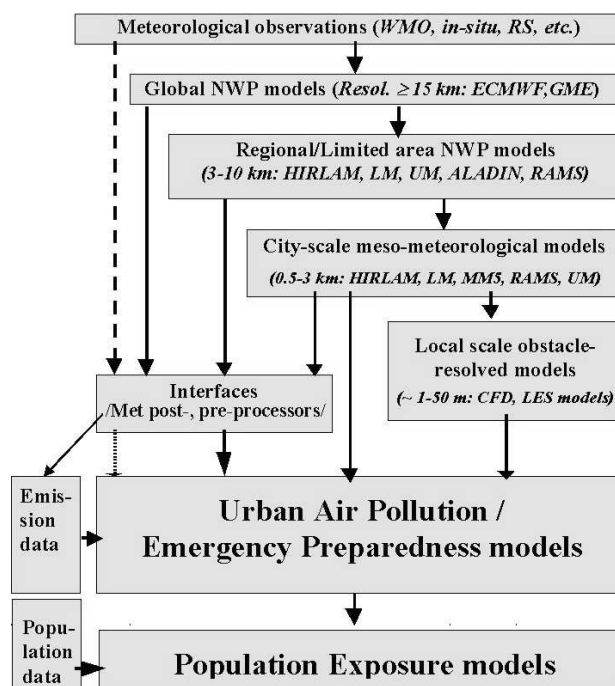 Meteorological observations (WMO, in-situ, RS, etc.)
Global NWP models (Resol. ≥ 15 km: ECMWF,GME)
Regional/Limited area NWP models
(3-10 km: HIRLAM, LM, UM, ALADIN, RAMS)
City-scale meso-meteorological models
(0.5-3 km: HIRLAM, LM, MM5, RAMS, UM)
Local scale obstacle-
resolved models
(~ 1-50 m: CFD, LES models)
Interfaces
/Met post-, pre-processors/
Emis-
sion
data
Urban Air Pollution /
Emergency Preparedness models
Popu-
lation
data
Population Exposure models